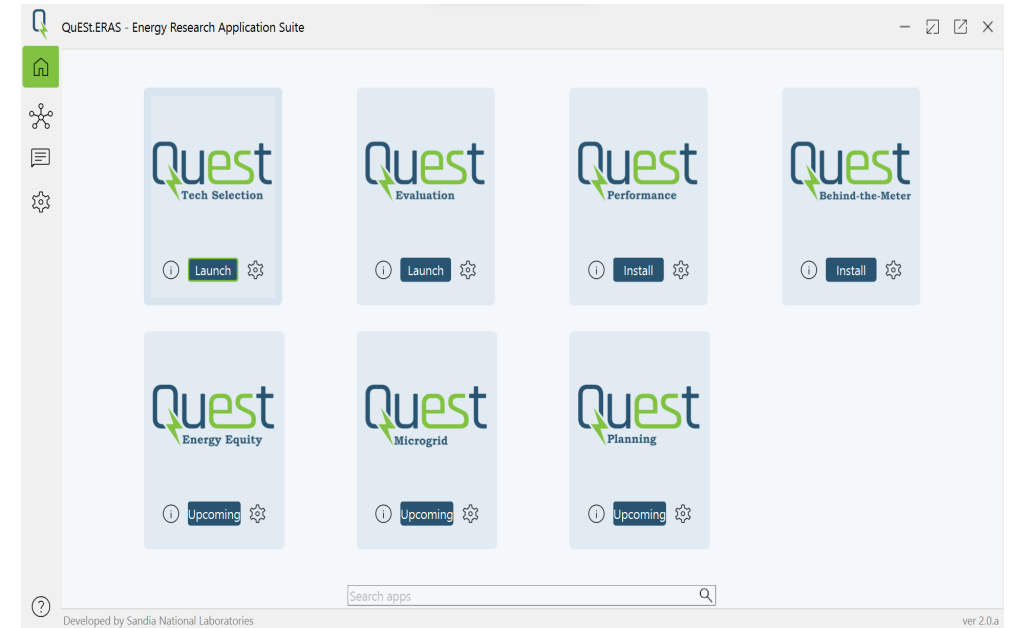 QuESt.ERAS - Energy Research Application Suite
Quest Quest Quest Quest
Tech Selection Evaluation Performance Behind-the-Meter
Launch Launch Install Install
Quest Quest Quest
Energy Equity Microgrid Planning
Upcoming Upcoming Upcoming
Search apps
Developed by Sandia National Laboratories ver 2.0.a